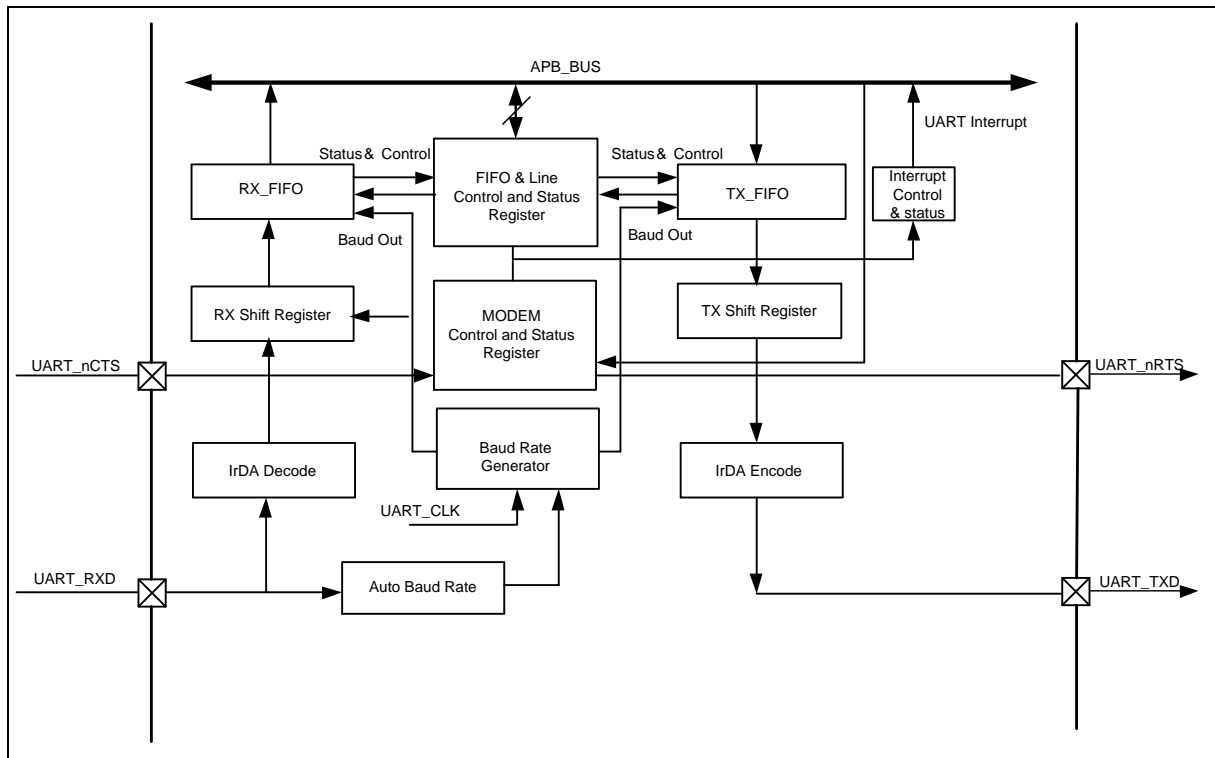 APB_BUS
UART Interrupt
Status & Control
Status & Control
RX_FIFO
FIFO & Line
Control and Status
Register
TX_FIFO
Interrupt
Control
& status
Baud Out
Baud Out
RX Shift Register
MODEM
Control and Status
Register
TX Shift Register
UART_nCTS
UART_nRTS
IrDA Decode
Baud Rate
Generator
IrDA Encode
UART_CLK
UART_RXD
Auto Baud Rate
UART_TXD